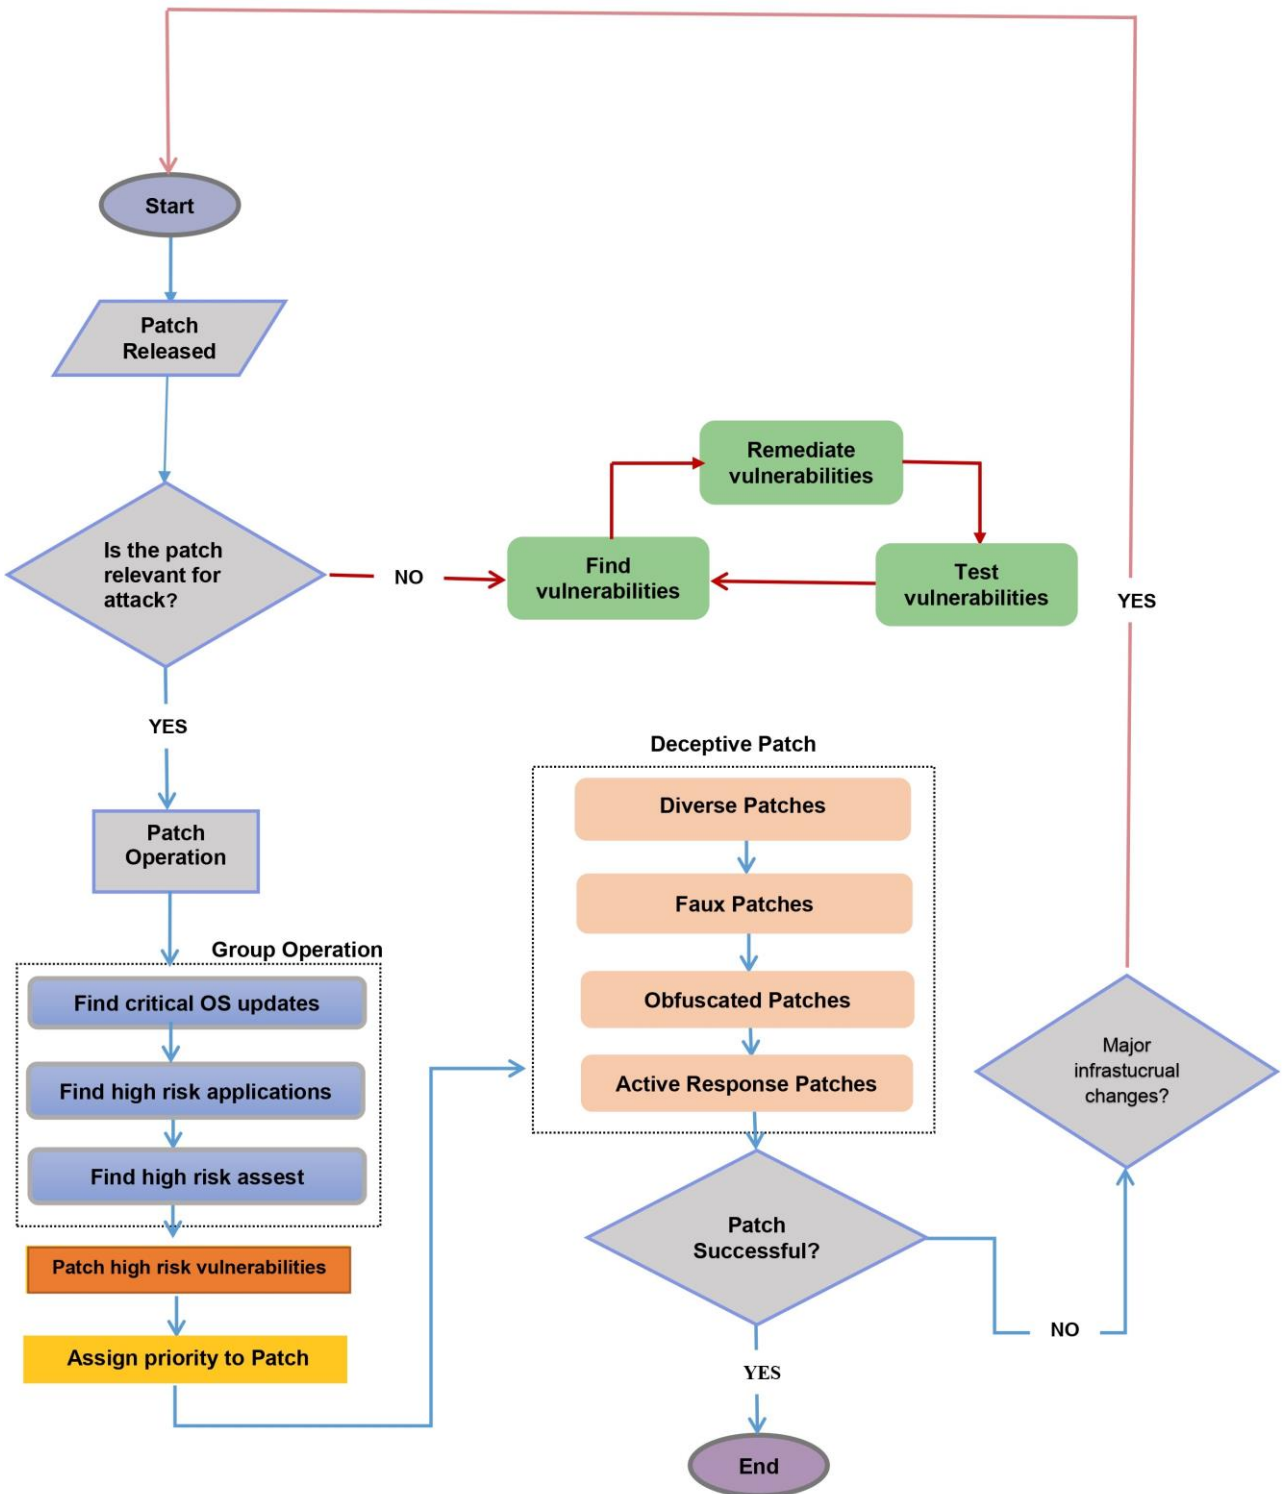 Start
Patch
Released
Is the patch
relevant for
attack?
NO
Find
vulnerabilities
Remediate
vulnerabilities
Test
vulnerabilities
YES
YES
Patch
Operation
Group Operation
Find critical OS updates
Find high risk applications
Find high risk assest
Patch high risk vulnerabilities
Assign priority to Patch
Deceptive Patch
Diverse Patches
Faux Patches
Obfuscated Patches
Active Response Patches
Patch
Successful?
NO
Major
infrastucrual
changes?
YES
End